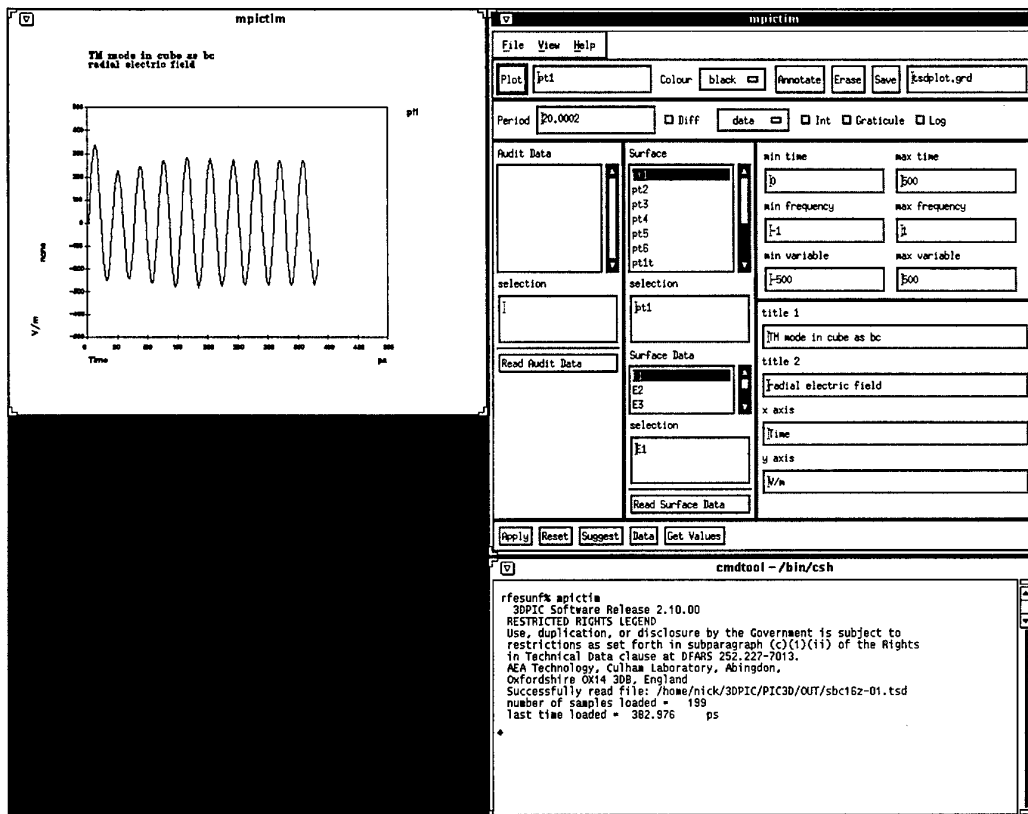 mpictim
TM mode in cube as bc
radial electric field
pt1
V/m
nano
Time
ps
mpictim
File View Help
Plot pt1 Colour black Annotate Erase Save tsdplot.grd
Period 20.0002 Diff data Int Graticule Log
Audit Data
selection
Read Audit Data
Surface
pt2
pt3
pt4
pt5
pt6
pt1t
selection
pt1
Surface Data
E2
E3
selection
E1
Read Surface Data
min time max time
0 500
min frequency max frequency
-1 1
min variable max variable
-500 500
title 1
TM mode in cube as bc
title 2
radial electric field
x axis
Time
y axis
V/m
Apply Reset Suggest Data Get Values
cmdtool - /bin/csh
rfesunf% mpictim
3DPIC Software Release 2.10.00
RESTRICTED RIGHTS LEGEND
Use, duplication, or disclosure by the Government is subject to
restrictions as set forth in subparagraph (c)(1)(ii) of the Rights
in Technical Data clause at DFARS 252.227-7013.
AEA Technology, Culham Laboratory, Abingdon,
Oxfordshire OX14 3DB, England
Successfully read file: /home/nick/3DPIC/PIC3D/OUT/sbc16z-01.tsd
number of samples loaded = 199
last time loaded = 382.976 ps